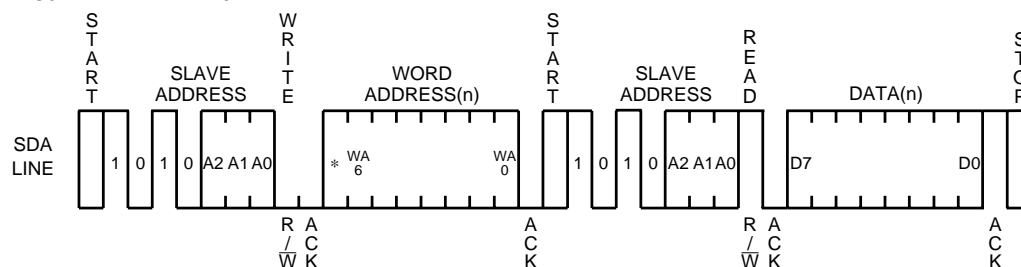 START
SLAVE
ADDRESS
WRITE
WORD
ADDRESS(n)
START
SLAVE
ADDRESS
READ
DATA(n)
STOP
SDA
LINE
1 0 1 0 A2 A1 A0
* WA
6
WA
0
1 0 1 0 A2 A1 A0
D7 D0
R/W
ACK
ACK
R/W
ACK
ACK